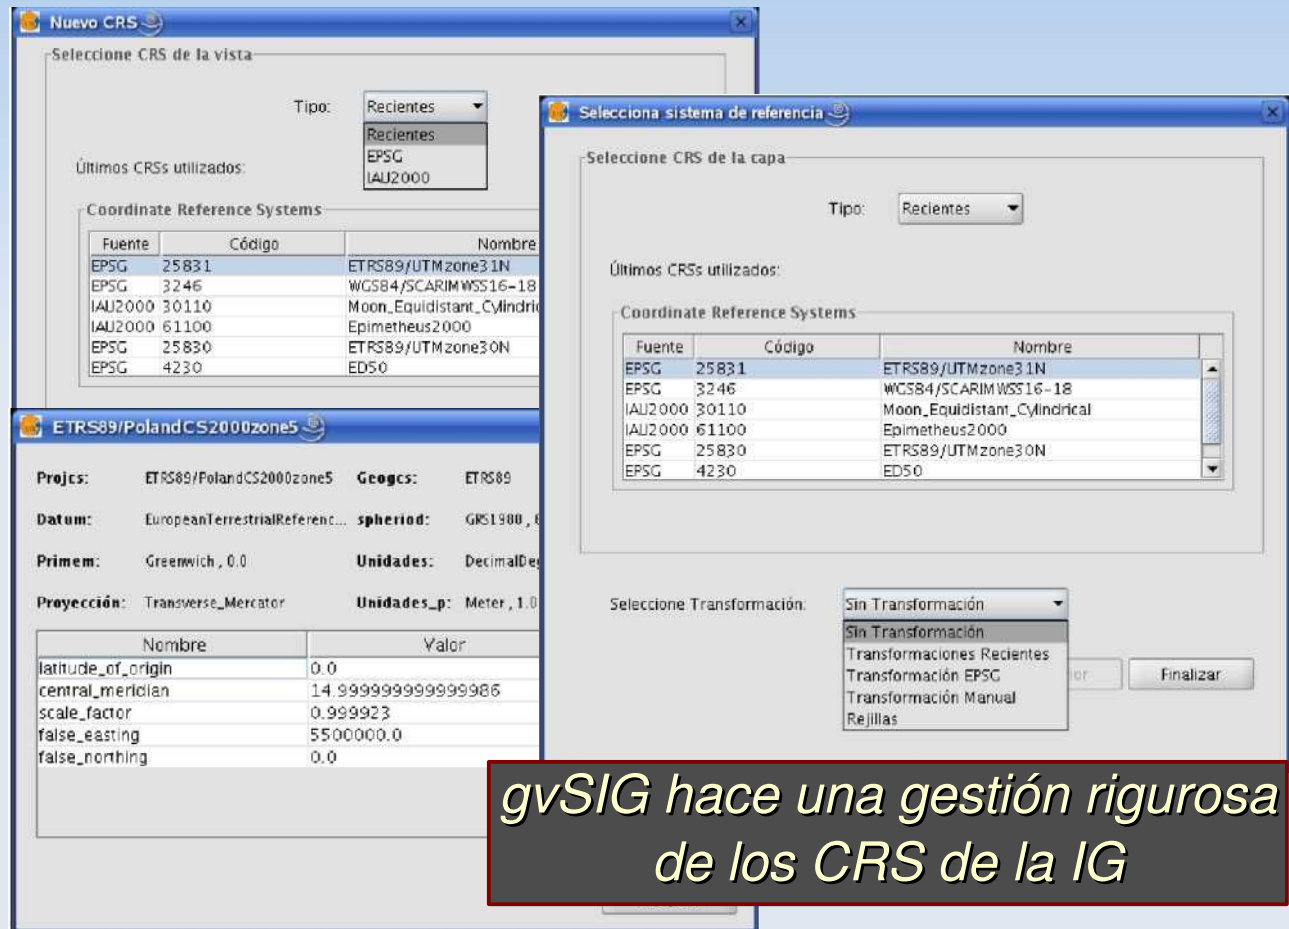 Nuevo CRS
Seleccione CRS de la vista
Tipo: Recientes
Recientes
EPSG
IAU2000
Últimos CRSs utilizados:
Coordinate Reference Systems
Fuente Código Nombre
EPSG 25831 ETRS89/UTMzone31N
EPSG 3246 WGS84/SCARIMWSS16-18
IAU2000 30110 Moon_Equidistant_Cylindric
IAU2000 61100 Epimetheus2000
EPSG 25830 ETRS89/UTMzone30N
EPSG 4230 ED50
Selecciona sistema de referencia
Seleccione CRS de la capa
Tipo: Recientes
Últimos CRSs utilizados:
Coordinate Reference Systems
Fuente Código Nombre
EPSG 25831 ETRS89/UTMzone31N
EPSG 3246 WGS84/SCARIMWSS16-18
IAU2000 30110 Moon_Equidistant_Cylindrical
IAU2000 61100 Epimetheus2000
EPSG 25830 ETRS89/UTMzone30N
EPSG 4230 ED50
Seleccione Transformación: Sin Transformación
Sin Transformación
Transformaciones Recientes
Transformación EPSG
Transformación Manual
Rejillas
Finalizar
ETRS89/PolandCS2000zone5
Projcs: ETRS89/PolandCS2000zone5 Geogcs: ETRS89
Datum: EuropeanTerrestrialReferenc... spheriod: GRS1980,
Primem: Greenwich, 0.0 Unidades: DecimalDe
Proyección: Transverse_Mercator Unidades_p: Meter, 1.0
Nombre Valor
latitude_of_origin 0.0
central_meridian 14.999999999999986
scale_factor 0.999923
false_easting 5500000.0
false_northing 0.0
gvSIG hace una gestión rigurosa
de los CRS de la IG